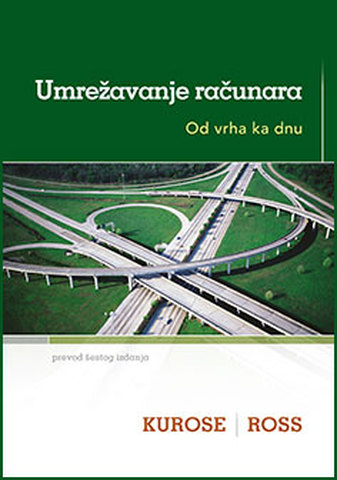 Umrežavanje računara
Od vrha ka dnu
prevod šestog izdanja
KUROSE | ROSS